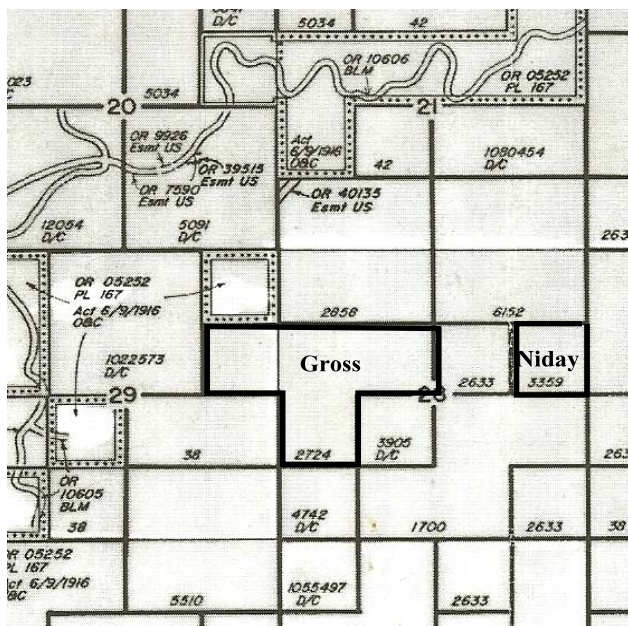 5034
42
D/C
OR 10606
BLM
OR 05252
PL 167
023
5034
20
21
OR 9926
Esmt US
OR 39515
Esmt US
OR 7590
Esmt US
Act
6/9/1916
O&C
42
1080454
D/C
OR 40135
Esmt US
12054
D/C
5091
D/C
263
OR 05252
PL 167
Act 6/9/1916
O&C
2858
6152
1022573
D/C
Gross
Niday
2633
3359
29
28
38
2724
3905
D/C
263
OR
10605
BLM
38
4742
D/C
1700
2633
38
OR 05252
PL 167
Act 6/9/1916
O&C
5510
1055497
D/C
2633